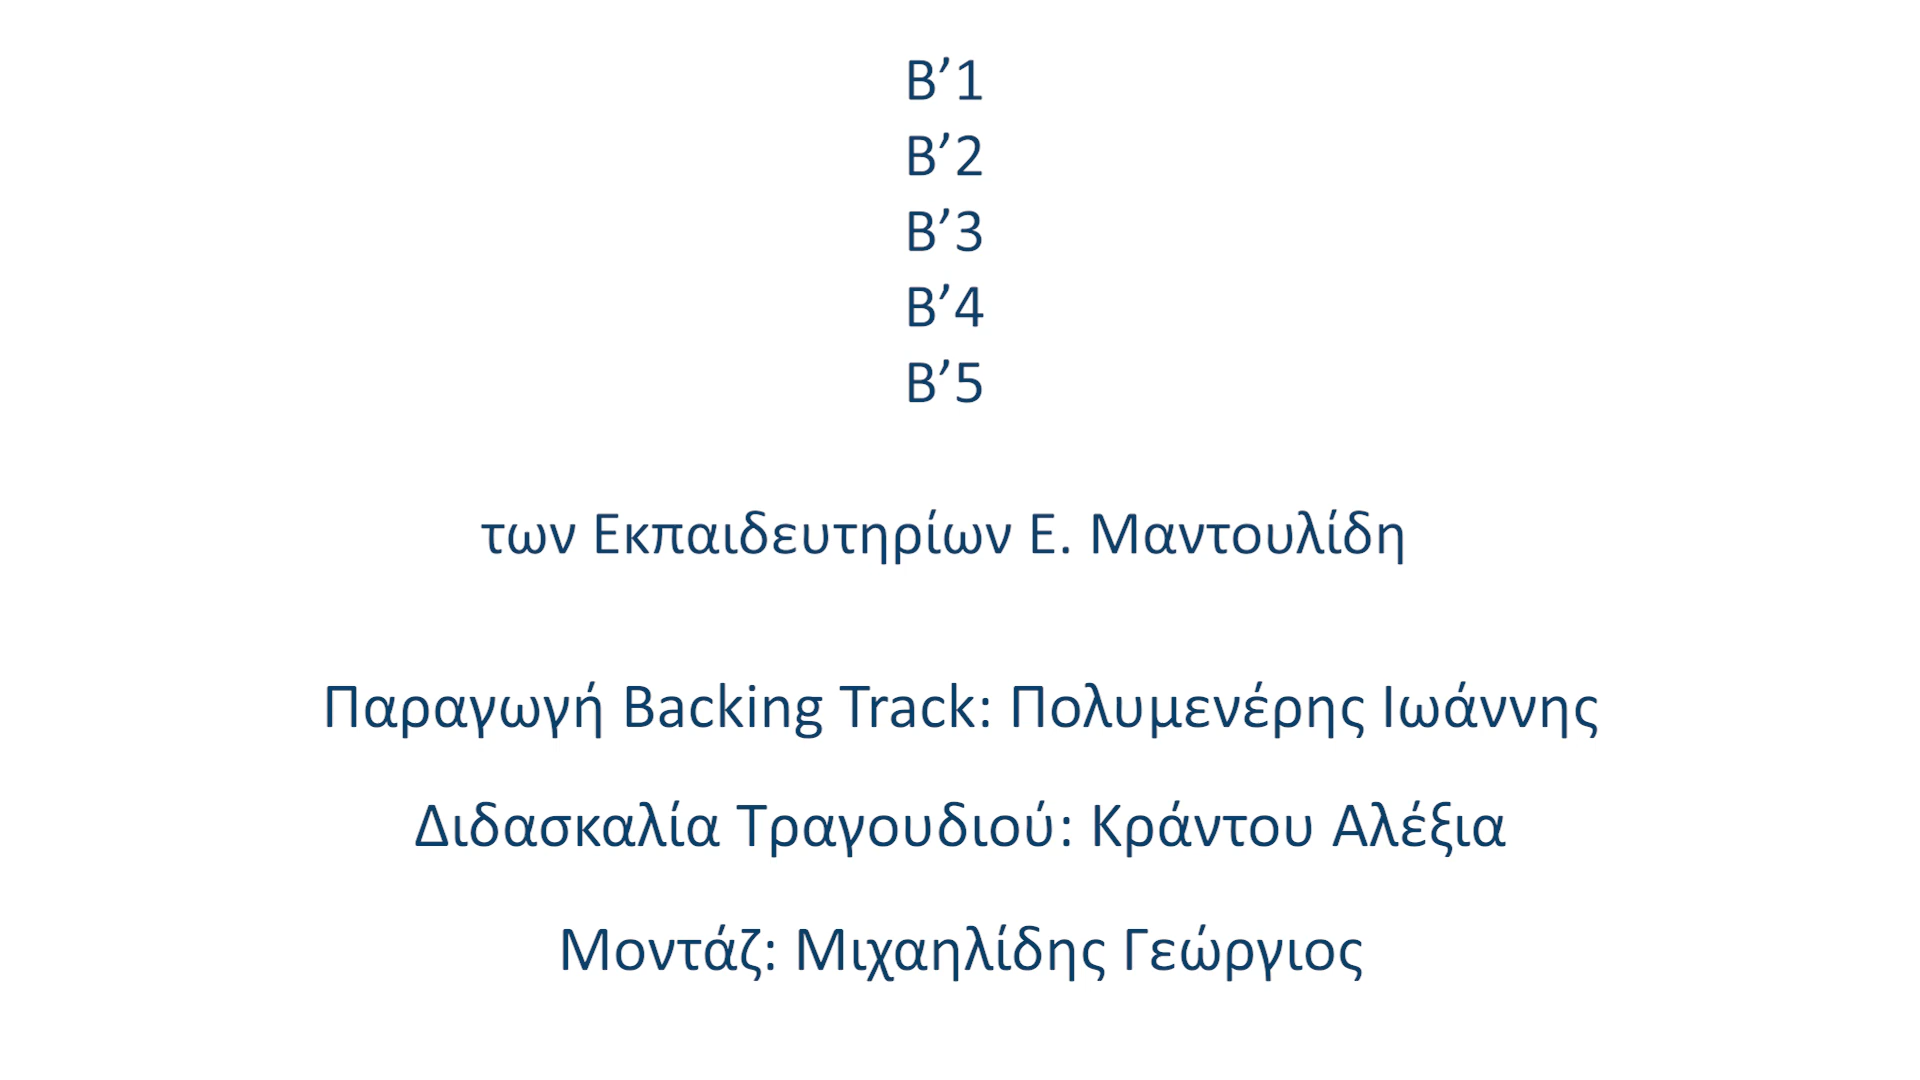 Β’1
Β’2
Β’3
Β’4
Β’5
των Εκπαιδευτηρίων Ε. Μαντουλίδη
Παραγωγή Backing Track: Πολυμενέρης Ιωάννης
Διδασκαλία Τραγουδιού: Κράντου Αλέξια
Μοντάζ: Μιχαηλίδης Γεώργιος